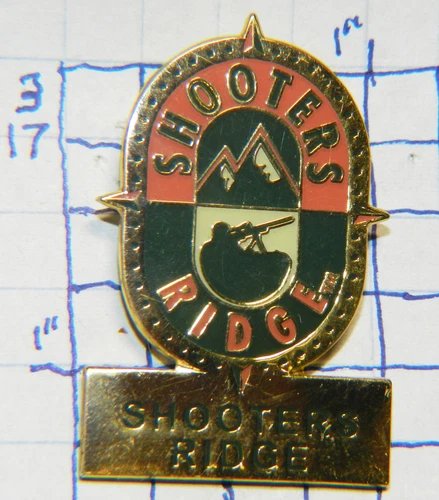 1"
3
17
SHOOTERS
RIDGE™
1"
SHOOTERS
RIDGE